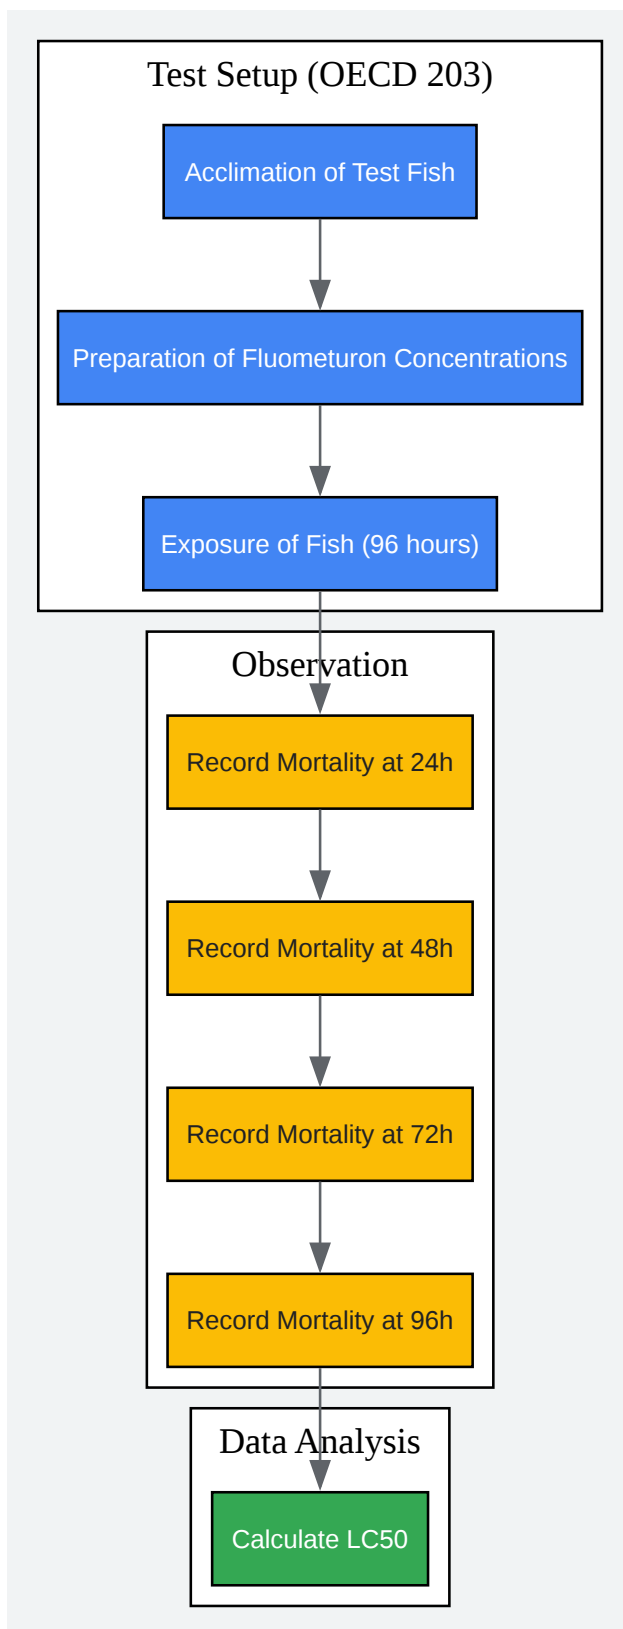 Test Setup (OECD 203)
Acclimation of Test Fish
Preparation of Fluometuron Concentrations
Exposure of Fish (96 hours)
Observation
Record Mortality at 24h
Record Mortality at 48h
Record Mortality at 72h
Record Mortality at 96h
Data Analysis
Calculate LC50